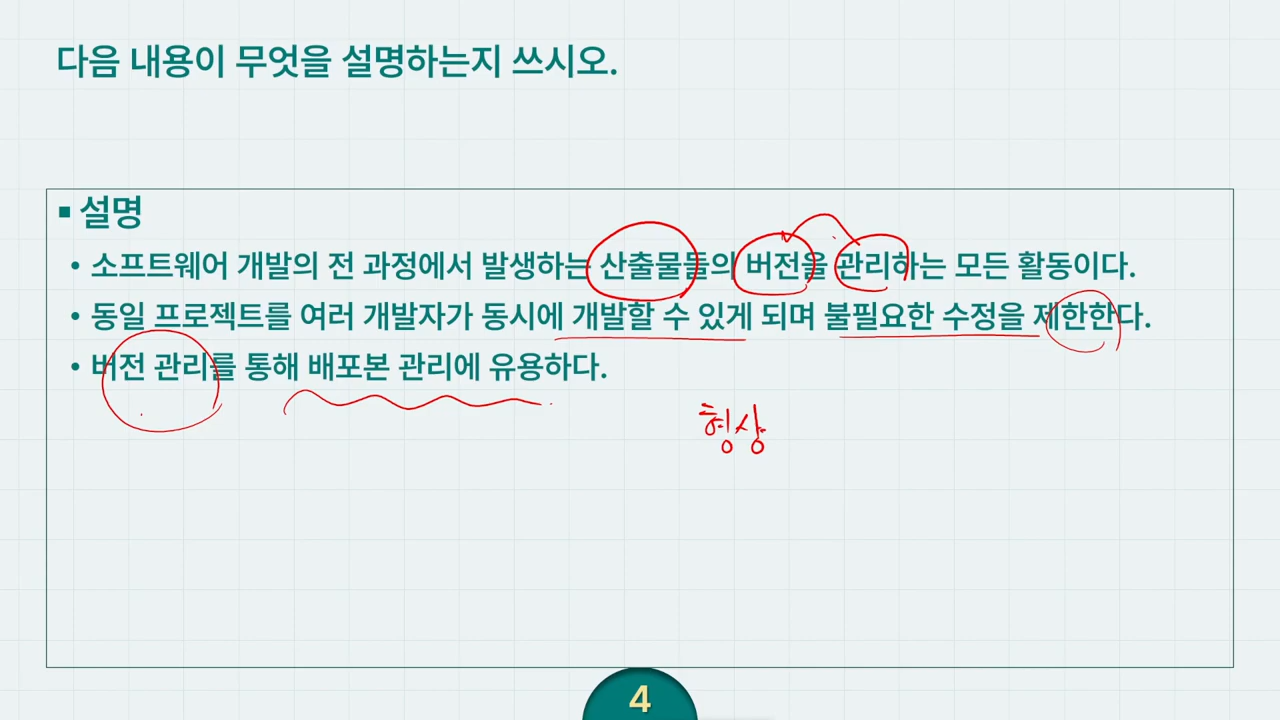 다음 내용이 무엇을 설명하는지 쓰시오.
▪ 설명
• 소프트웨어 개발의 전 과정에서 발생하는 산출물들의 버전을 관리하는 모든 활동이다.
• 동일 프로젝트를 여러 개발자가 동시에 개발할 수 있게 되며 불필요한 수정을 제한한다.
• 버전 관리를 통해 배포본 관리에 유용하다.
형상
4